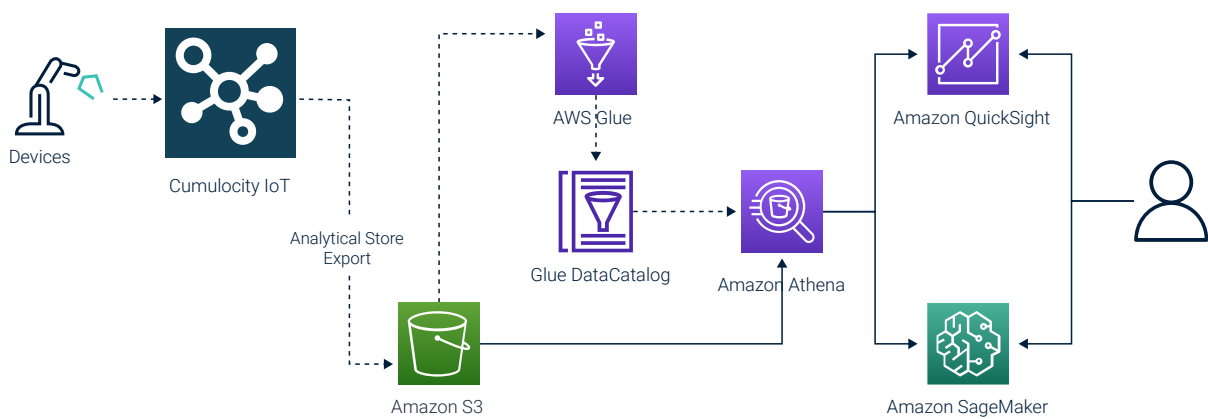 Devices
Cumulocity IoT
Analytical Store
Export
Amazon S3
AWS Glue
Glue DataCatalog
Amazon Athena
Amazon QuickSight
Amazon SageMaker